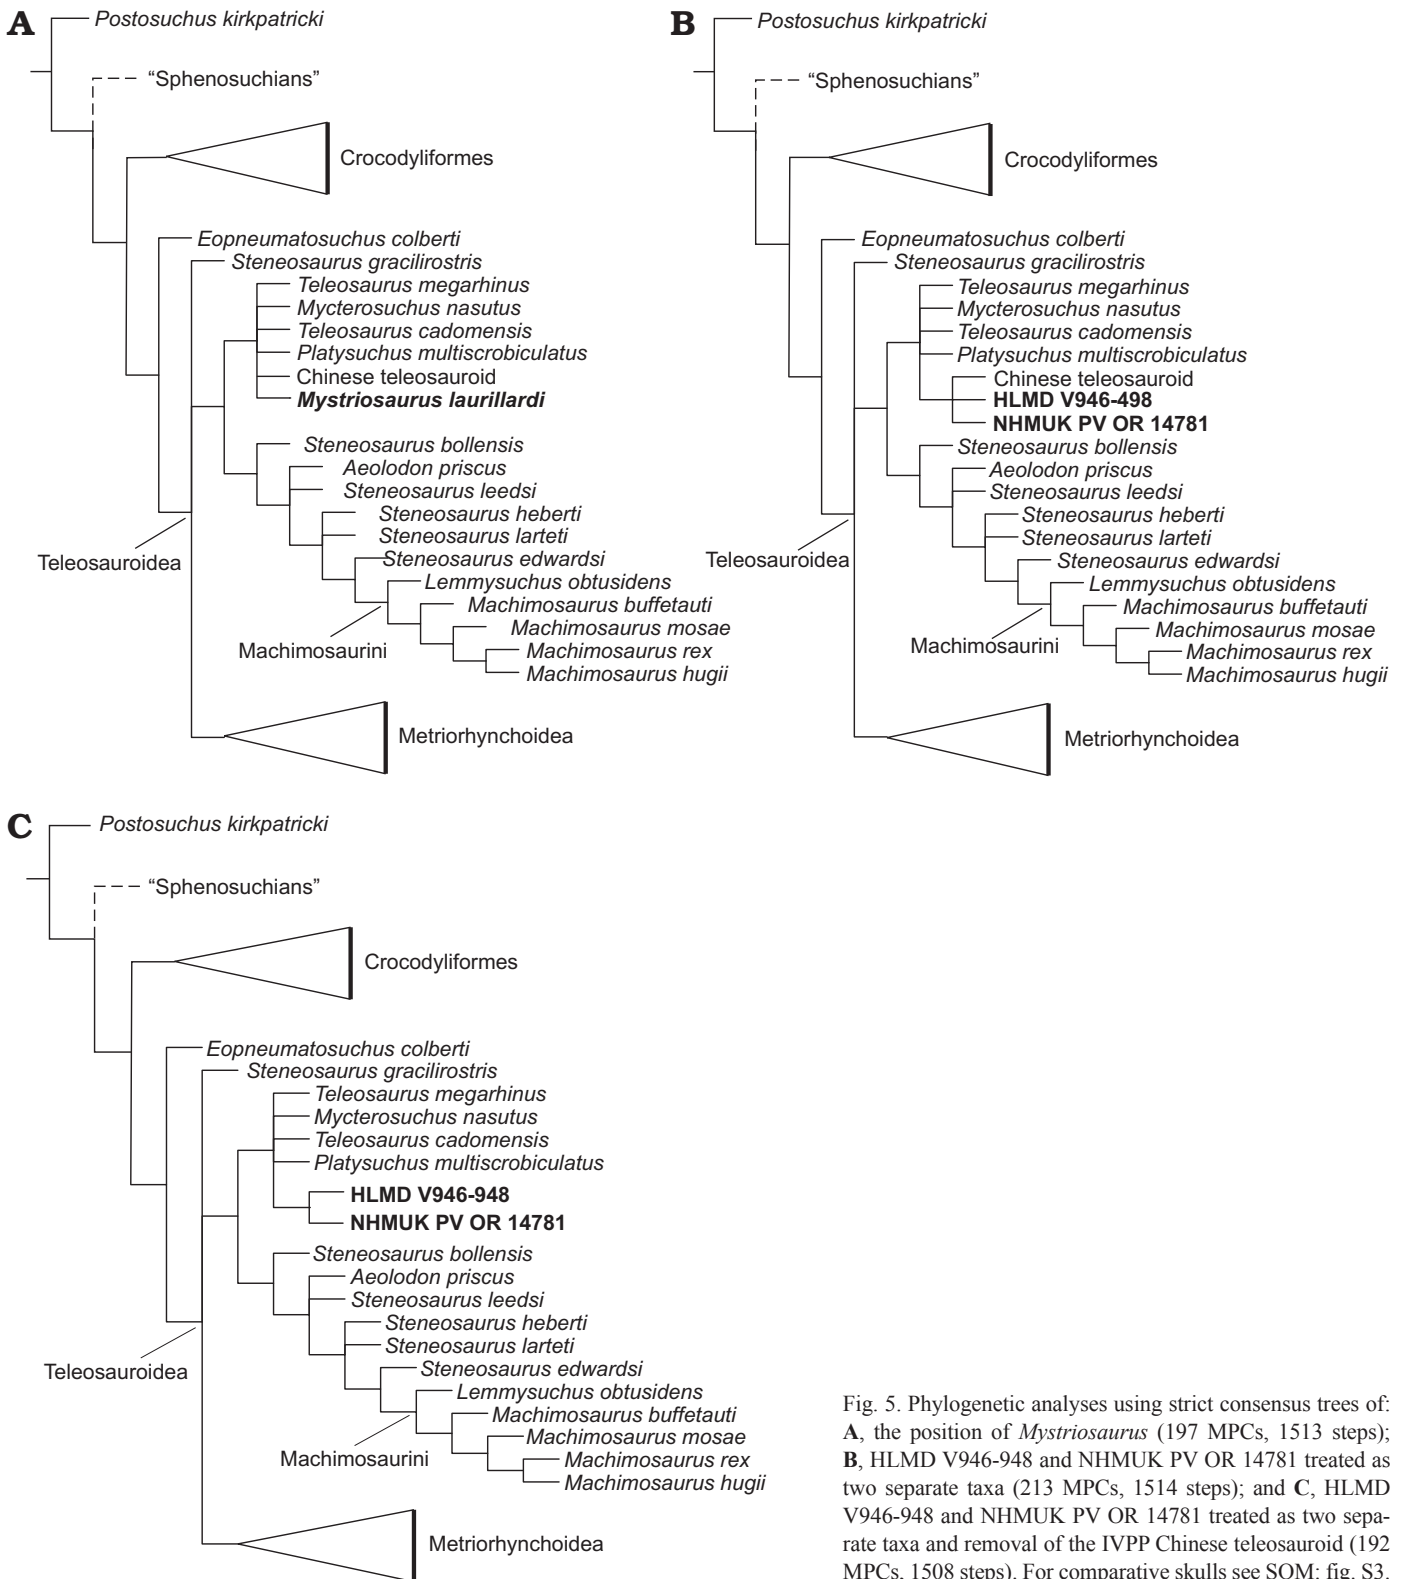 A
Postosuchus kirkpatricki
“Sphenosuchians”
Crocodyliformes
Eopneumatosuchus colberti
Steneosaurus gracilirostris
Teleosaurus megarhinus
Mycterosuchus nasutus
Teleosaurus cadomensis
Platysuchus multiscrobiculatus
Chinese teleosauroid
Mystriosaurus laurillardi
Steneosaurus bollensis
Aeolodon priscus
Steneosaurus leedsi
Steneosaurus heberti
Steneosaurus larteti
Steneosaurus edwardsi
Teleosauroidea
Lemmysuchus obtusidens
Machimosaurus buffetauti
Machimosaurus mosae
Machimosaurini
Machimosaurus rex
Machimosaurus hugii
Metriorhynchoidea
B
Postosuchus kirkpatricki
“Sphenosuchians”
Crocodyliformes
Eopneumatosuchus colberti
Steneosaurus gracilirostris
Teleosaurus megarhinus
Mycterosuchus nasutus
Teleosaurus cadomensis
Platysuchus multiscrobiculatus
Chinese teleosauroid
HLMD V946-498
NHMUK PV OR 14781
Steneosaurus bollensis
Aeolodon priscus
Steneosaurus leedsi
Steneosaurus heberti
Steneosaurus larteti
Steneosaurus edwardsi
Teleosauroidea
Lemmysuchus obtusidens
Machimosaurus buffetauti
Machimosaurus mosae
Machimosaurini
Machimosaurus rex
Machimosaurus hugii
Metriorhynchoidea
C
Postosuchus kirkpatricki
“Sphenosuchians”
Crocodyliformes
Eopneumatosuchus colberti
Steneosaurus gracilirostris
Teleosaurus megarhinus
Mycterosuchus nasutus
Teleosaurus cadomensis
Platysuchus multiscrobiculatus
HLMD V946-948
NHMUK PV OR 14781
Steneosaurus bollensis
Aeolodon priscus
Steneosaurus leedsi
Steneosaurus heberti
Steneosaurus larteti
Steneosaurus edwardsi
Teleosauroidea
Lemmysuchus obtusidens
Machimosaurus buffetauti
Machimosaurus mosae
Machimosaurini
Machimosaurus rex
Machimosaurus hugii
Metriorhynchoidea
Fig. 5. Phylogenetic analyses using strict consensus trees of:
A, the position of Mystriosaurus (197 MPCs, 1513 steps);
B, HLMD V946-948 and NHMUK PV OR 14781 treated as
two separate taxa (213 MPCs, 1514 steps); and C, HLMD
V946-948 and NHMUK PV OR 14781 treated as two sepa-
rate taxa and removal of the IVPP Chinese teleosauroid (192
MPCs, 1508 steps). For comparative skulls see SOM: fig. S3.